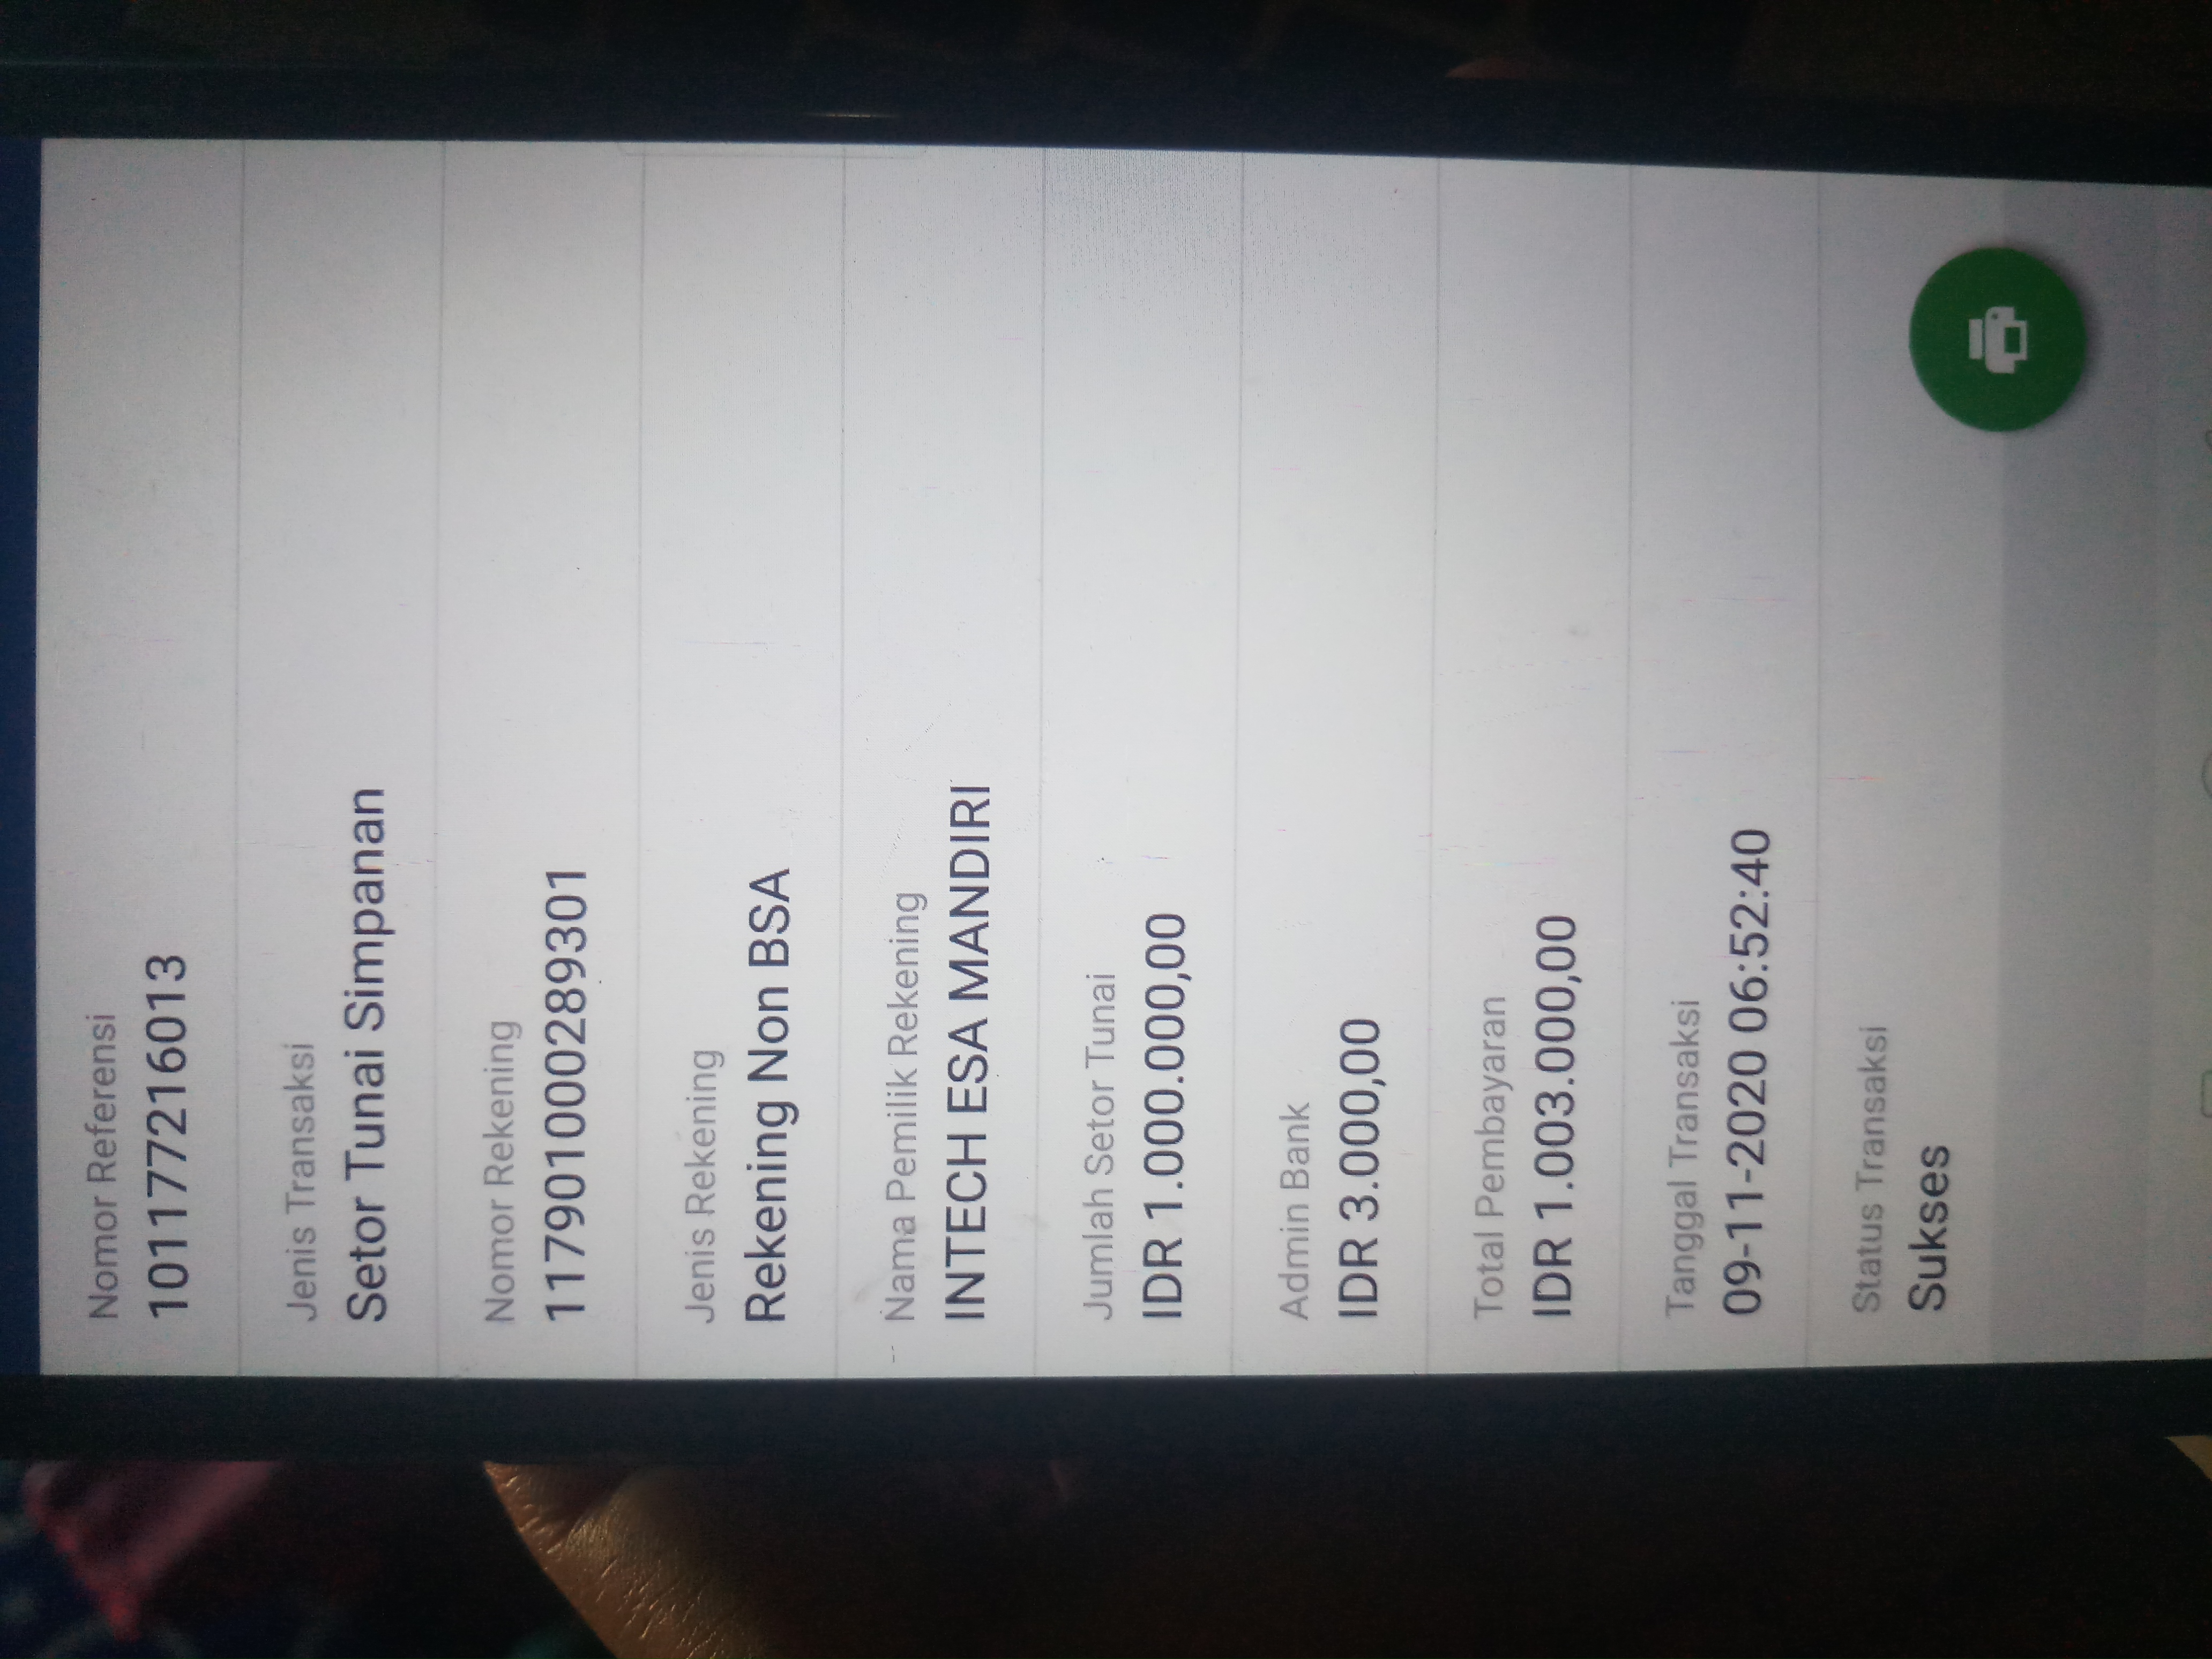 Nomor Referensi
101177216013
Jenis Transaksi
Setor Tunai Simpanan
Nomor Rekening
117901000289301
Jenis Rekening
Rekening Non BSA
Nama Pemilik Rekening
INTECH ESA MANDIRI
Jumlah Setor Tunai
IDR 1.000.000,00
Admin Bank
IDR 3.000,00
Total Pembayaran
IDR 1.003.000,00
Tanggal Transaksi
09-11-2020 06:52:40
Status Transaksi
Sukses